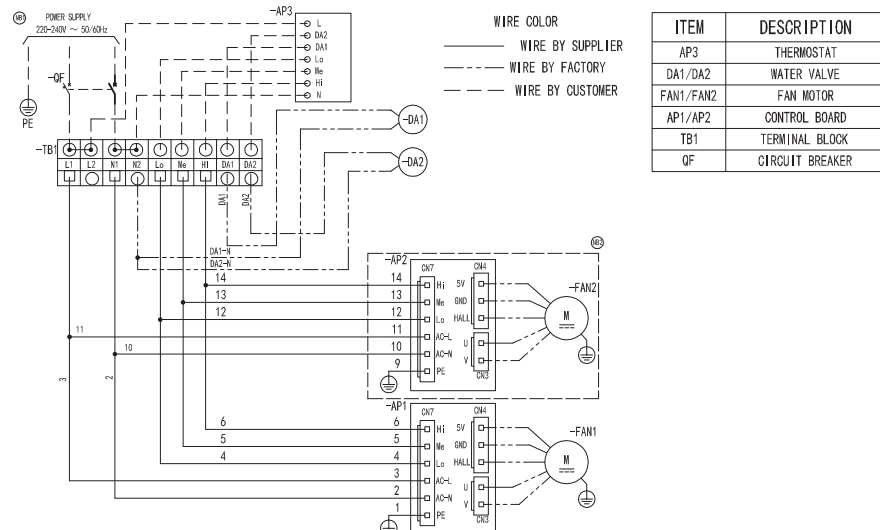 NB1
POWER SUPPLY
220-240V ~ 50/60Hz
-QF
PE
-AP3
L
DA2
DA1
Lo
Me
Hi
N
WIRE COLOR
WIRE BY SUPPLIER
WIRE BY FACTORY
WIRE BY CUSTOMER
ITEM DESCRIPTION
AP3 THERMOSTAT
DA1/DA2 WATER VALVE
FAN1/FAN2 FAN MOTOR
AP1/AP2 CONTROL BOARD
TB1 TERMINAL BLOCK
QF CIRCUIT BREAKER
-DA1
-DA2
-TB1
L1 L2 N1 N2 Lo Me Hi DA1 DA2
DA1
DA2
DA1-N
DA2-N
NB2
-AP2
CN7 CN4
14 14 Hi 5V
13 13 Me GND
12 12 Lo HALL
11 11 AC-L U
10 10 AC-N V
9 PE CN3
-FAN2
M
3
2
-AP1
CN7 CN4
6 6 Hi 5V
5 5 Me GND
4 4 Lo HALL
3 AC-L U
2 AC-N V
1 PE CN3
-FAN1
M